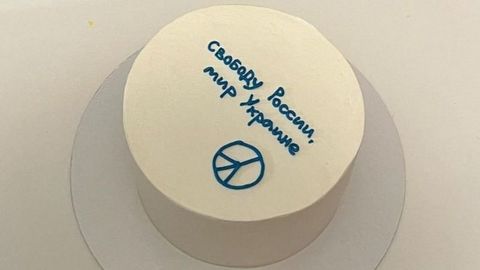 Свободу России,
мир Украине